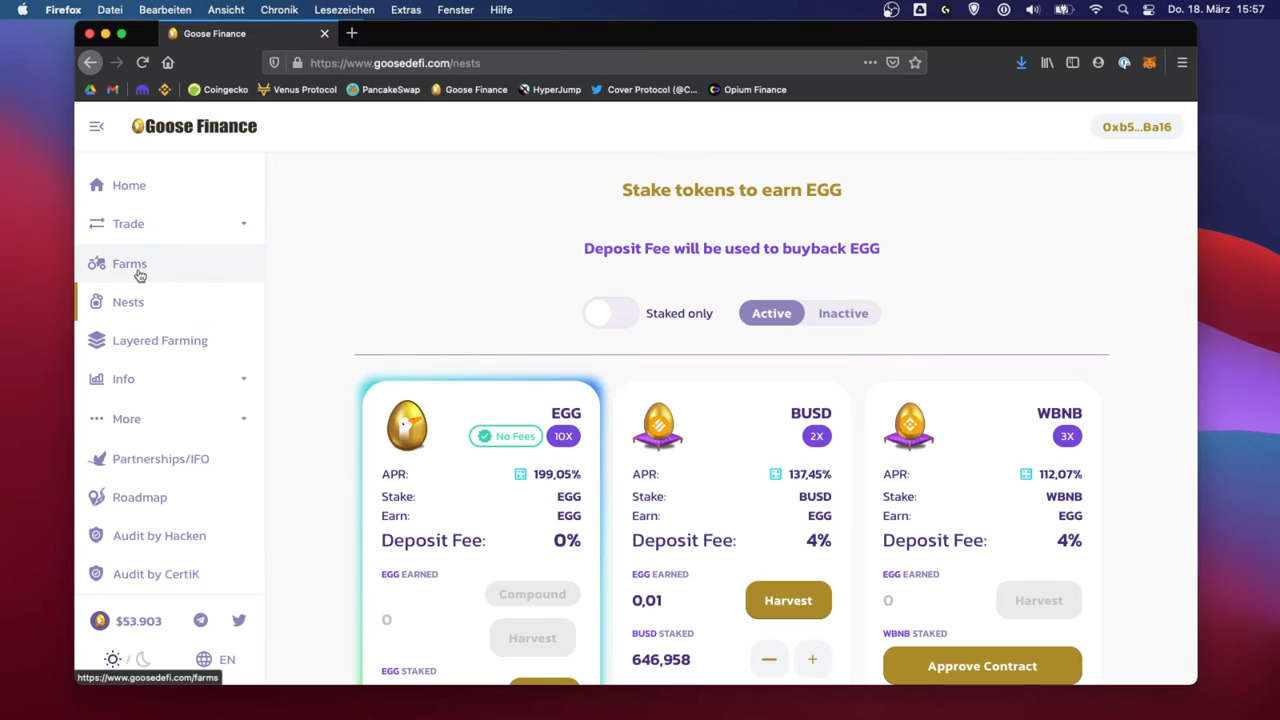 Firefox Datei Bearbeiten Ansicht Chronik Lesezeichen Extras Fenster Hilfe Do. 18. März 15:57
Goose Finance
https://www.goosedefi.com/nests
Coingecko Venus Protocol PancakeSwap Goose Finance HyperJump Cover Protocol (@C... Opium Finance
Goose Finance
0xb5...Ba16
Home
Trade
Farms
Nests
Layered Farming
Info
More
Partnerships/IFO
Roadmap
Audit by Hacken
Audit by CertiK
$53.903
/ EN
https://www.goosedefi.com/farms
Stake tokens to earn EGG
Deposit Fee will be used to buyback EGG
Staked only Active Inactive
EGG
No Fees 10X
APR: 199,05%
Stake: EGG
Earn: EGG
Deposit Fee: 0%
EGG EARNED
Compound
0
Harvest
EGG STAKED
BUSD
2X
APR: 137,45%
Stake: BUSD
Earn: EGG
Deposit Fee: 4%
EGG EARNED
0,01 Harvest
BUSD STAKED
646,958 − +
WBNB
3X
APR: 112,07%
Stake: WBNB
Earn: EGG
Deposit Fee: 4%
EGG EARNED
0 Harvest
WBNB STAKED
Approve Contract